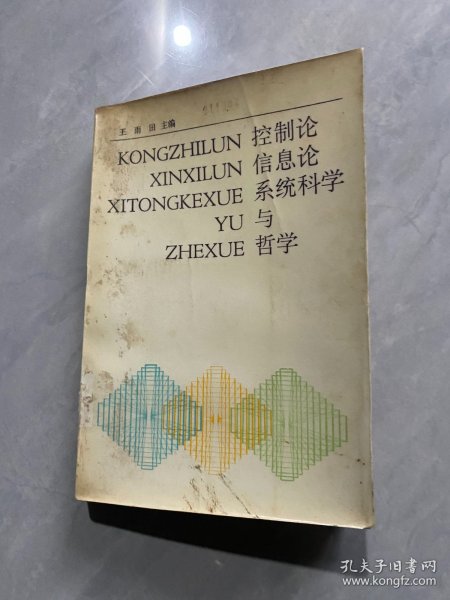 王雨田 主编
KONGZHILUN 控制论
XINXILUN 信息论
XITONGKEXUE 系统科学
YU 与
ZHEXUE 哲学
孔夫子旧书网
www.kongfz.com